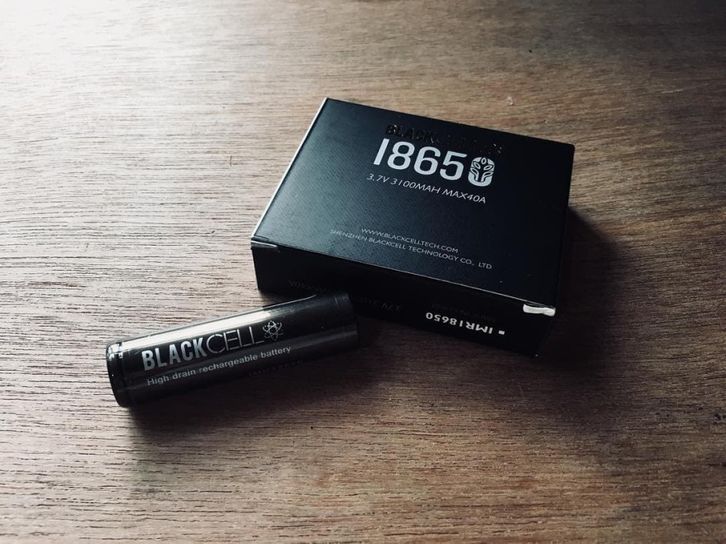 BLACK
18650
3.7V 3100MAH MAX40A
WWW.BLACKCELLTECH.COM
SHENZHEN BLACKCELL TECHNOLOGY CO., LTD
IMR18650
BLACKCELL
High drain rechargeable battery